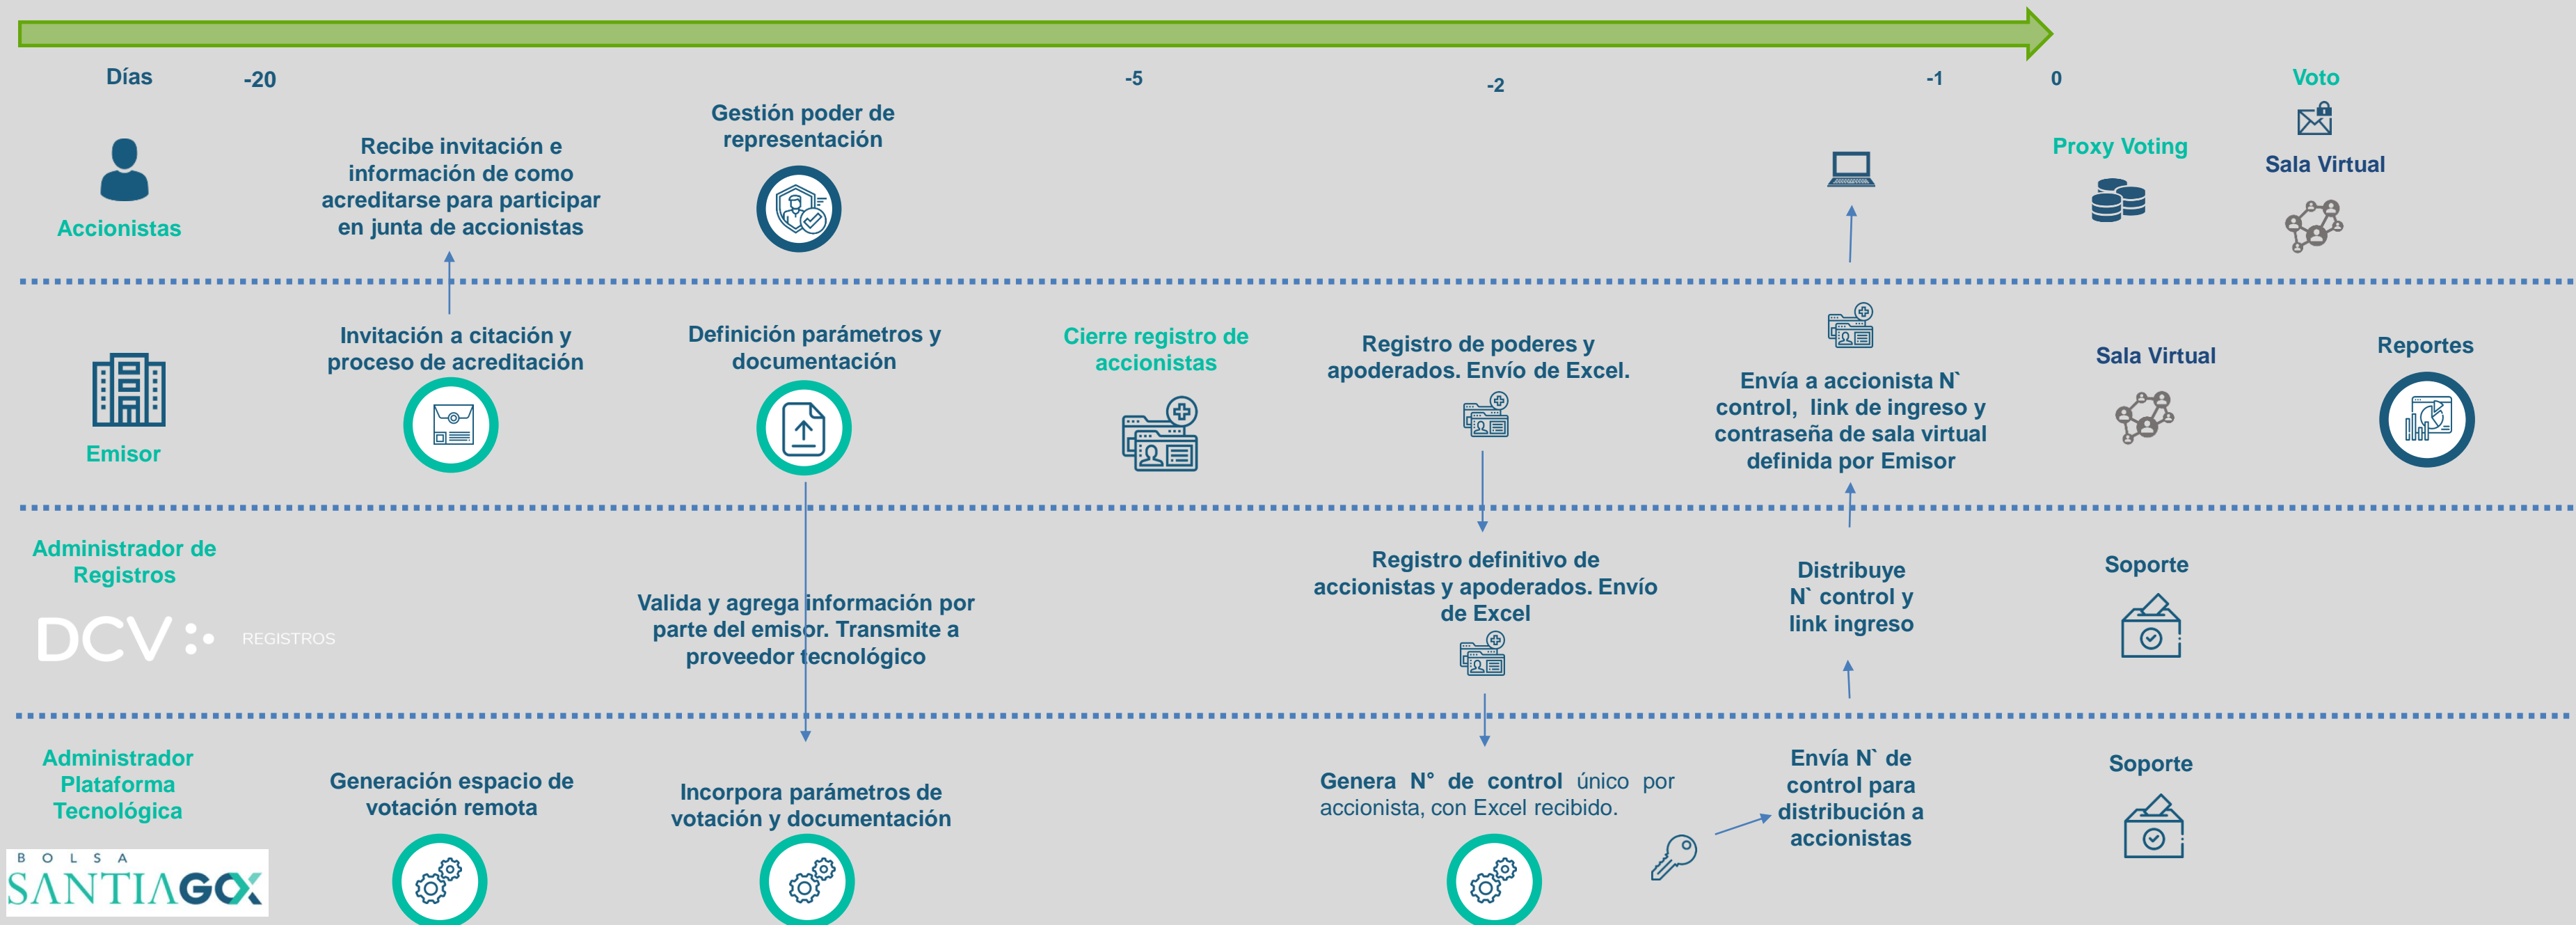 Días
-20
-5
-2
-1
0
Voto
Gestión poder de
representación
Recibe invitación e
información de como
acreditarse para participar
en junta de accionistas
Proxy Voting
Sala Virtual
Accionistas
Invitación a citación y
proceso de acreditación
Definición parámetros y
documentación
Cierre registro de
accionistas
Registro de poderes y
apoderados. Envío de Excel.
Envía a accionista N`
control, link de ingreso y
contraseña de sala virtual
definida por Emisor
Sala Virtual
Reportes
Emisor
Administrador de
Registros
DCV REGISTROS
Valida y agrega información por
parte del emisor. Transmite a
proveedor tecnológico
Registro definitivo de
accionistas y apoderados. Envío
de Excel
Distribuye
N` control y
link ingreso
Soporte
Administrador
Plataforma
Tecnológica
Generación espacio de
votación remota
Incorpora parámetros de
votación y documentación
Genera N° de control único por
accionista, con Excel recibido.
Envía N` de
control para
distribución a
accionistas
Soporte
BOLSA
SANTIAGO